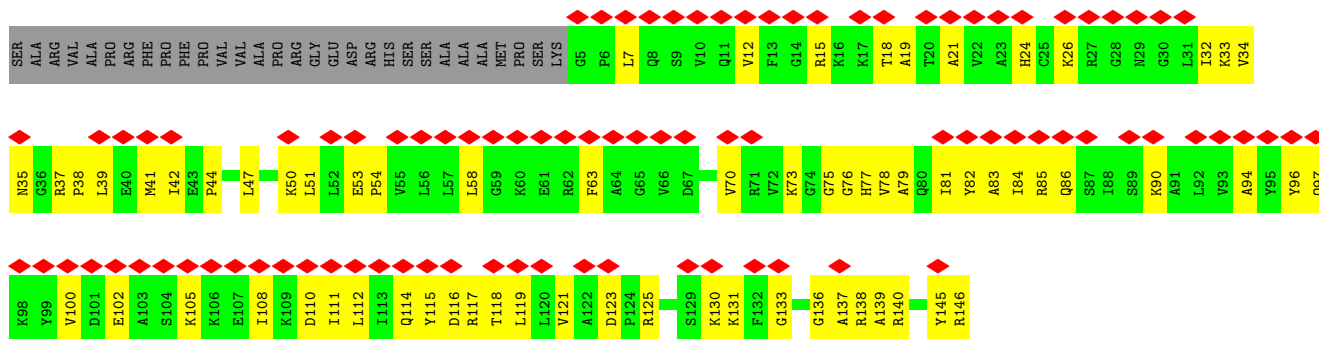 SER ALA ARG VAL ALA PRO ARG PHE PRO PHE PRO VAL VAL ALA PRO ARG GLY GLU ASP ARG HIS SER SER ALA ALA ALA MET PRO SER LYS G5 P6 L7 Q8 S9 V10 Q11 V12 F13 G14 R15 K16 K17 T18 A19 T20 A21 V22 A23 H24 C25 K26 R27 G28 N29 G30 L31 I32 K33 V34
N35 G36 R37 P38 L39 E40 M41 I42 E43 P44 L47 K50 L51 L52 E53 P54 V55 L56 L57 L58 G59 K60 E61 R62 F63 A64 G65 V66 D67 V70 R71 V72 K73 G74 G75 G76 H77 V78 A79 Q80 I81 Y82 A83 I84 R85 Q86 S87 I88 S89 K90 A91 L92 V93 A94 Y95 Y96 Q97
K98 Y99 V100 D101 E102 A103 S104 K105 K106 E107 I108 K109 D110 I111 L112 I113 Q114 Y115 D116 R117 T118 L119 L120 V121 A122 D123 P124 R125 S129 K130 K131 F132 G133 G136 A137 R138 A139 R140 Y145 R146